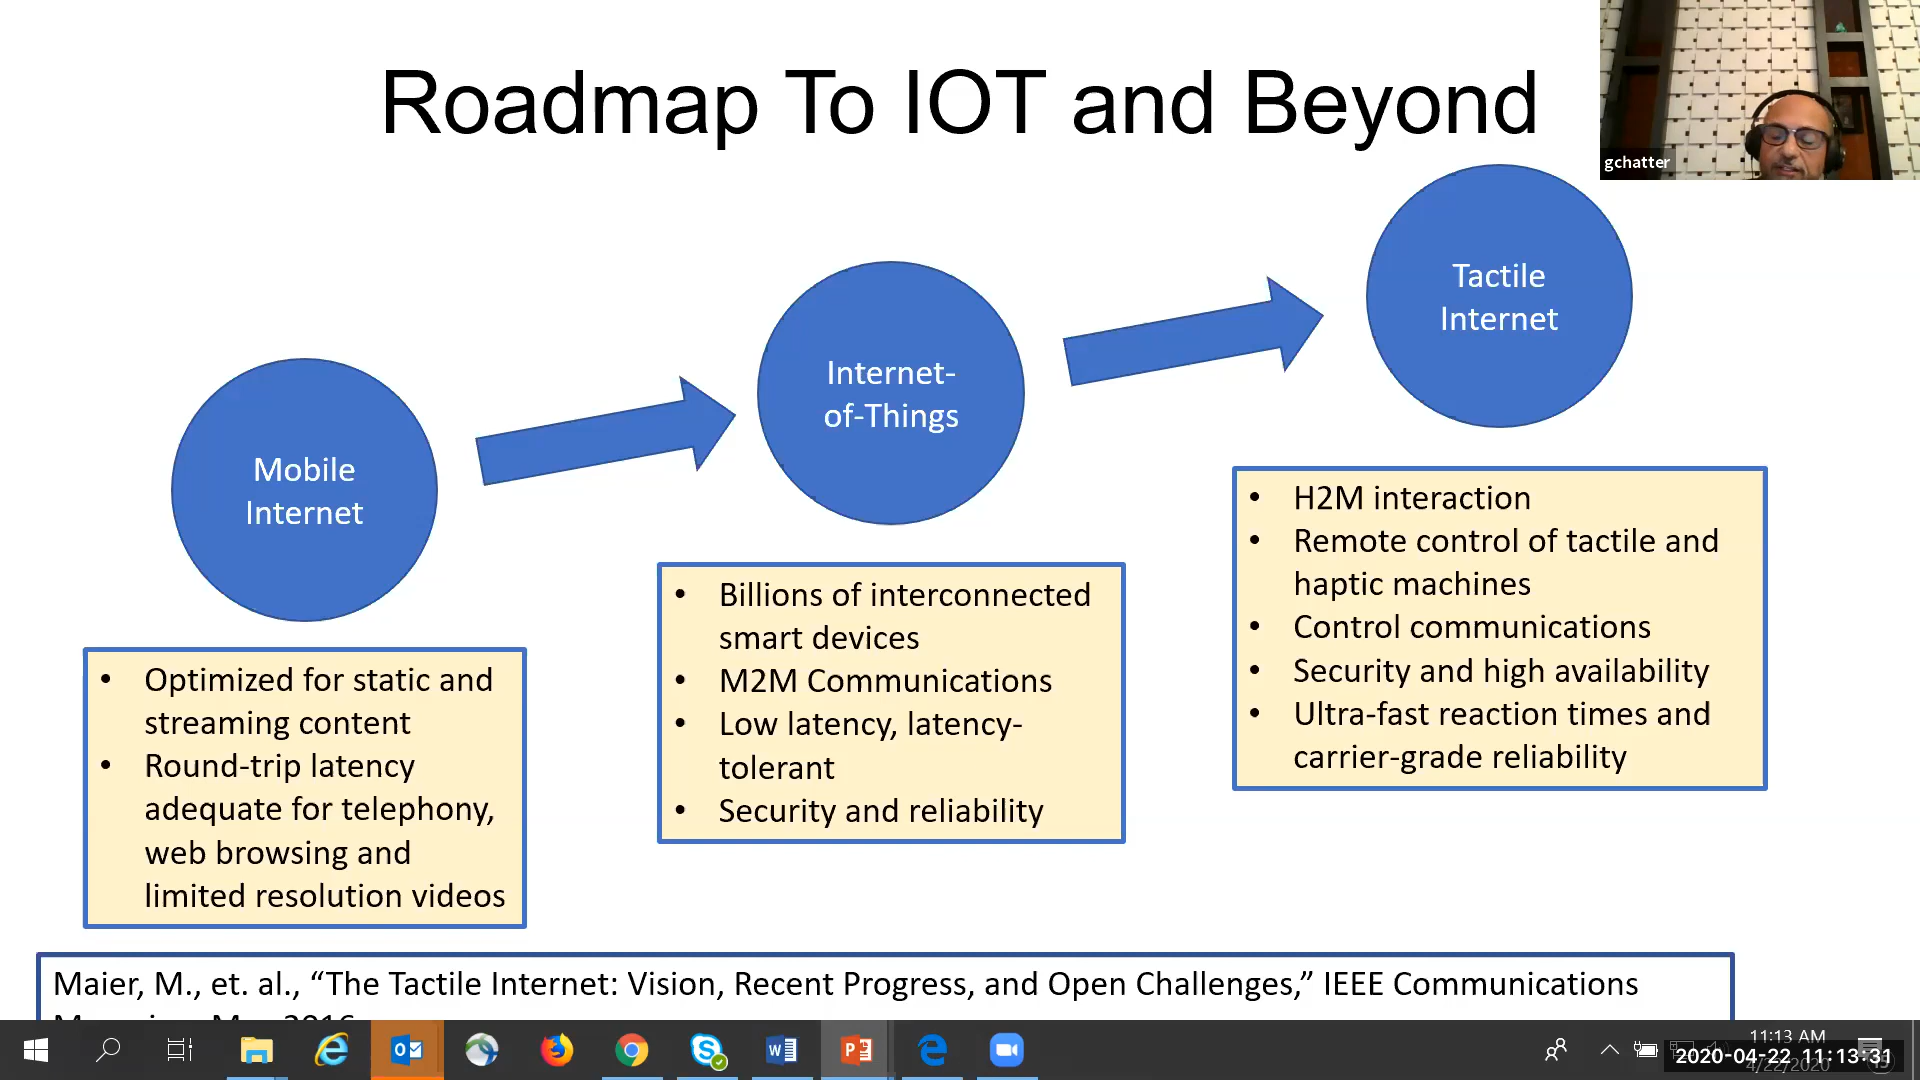 Roadmap To IOT and Beyond
gchatter
Tactile
Internet
Internet-
of-Things
Mobile
Internet
• H2M interaction
• Remote control of tactile and
haptic machines
• Control communications
• Security and high availability
• Ultra-fast reaction times and
carrier-grade reliability
• Billions of interconnected
smart devices
• M2M Communications
• Low latency, latency-
tolerant
• Security and reliability
• Optimized for static and
streaming content
• Round-trip latency
adequate for telephony,
web browsing and
limited resolution videos
Maier, M., et. al., “The Tactile Internet: Vision, Recent Progress, and Open Challenges,” IEEE Communications
11:13 AM
2020-04-22 11:13:31
4/22/2020